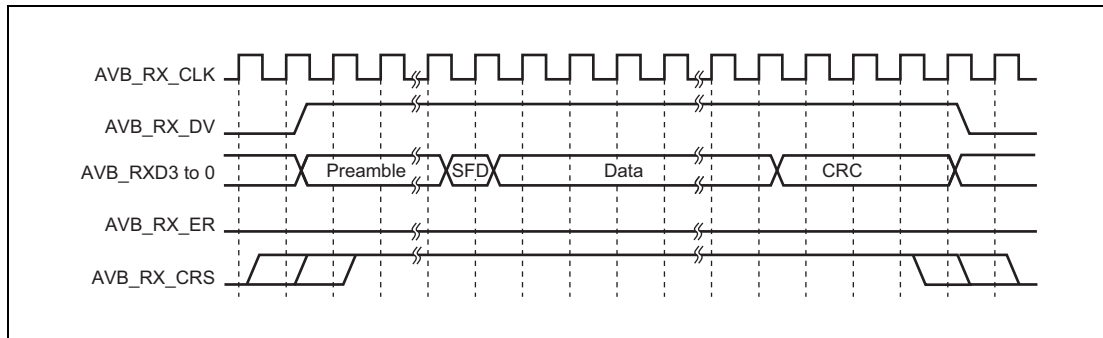 AVB_RX_CLK
AVB_RX_DV
AVB_RXD3 to 0
Preamble
SFD
Data
CRC
AVB_RX_ER
AVB_RX_CRS